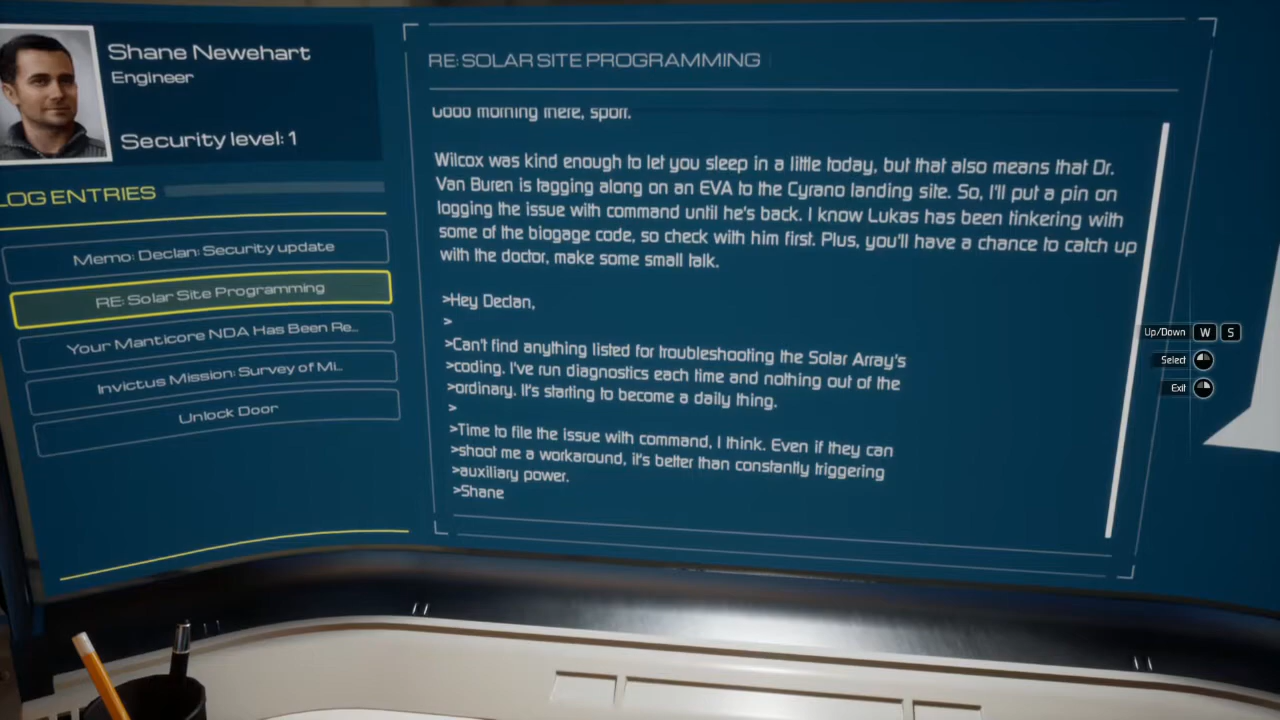 Shane Newehart
Engineer
Security level: 1
LOG ENTRIES
Memo: Declan: Security update
RE: Solar Site Programming
Your Manticore NDA Has Been Re...
Invictus Mission: Survey of Mi...
Unlock Door
RE: SOLAR SITE PROGRAMMING
Good morning there, sport.
Wilcox was kind enough to let you sleep in a little today, but that also means that Dr.
Van Buren is tagging along on an EVA to the Cyrano landing site. So, I'll put a pin on
logging the issue with command until he's back. I know Lukas has been tinkering with
some of the biogage code, so check with him first. Plus, you'll have a chance to catch up
with the doctor, make some small talk.
>Hey Declan,
>
>Can't find anything listed for troubleshooting the Solar Array's
>coding. I've run diagnostics each time and nothing out of the
>ordinary. It's starting to become a daily thing.
>
>Time to file the issue with command, I think. Even if they can
>shoot me a workaround, it's better than constantly triggering
>auxiliary power.
>Shane
Up/Down W S
Select
Exit